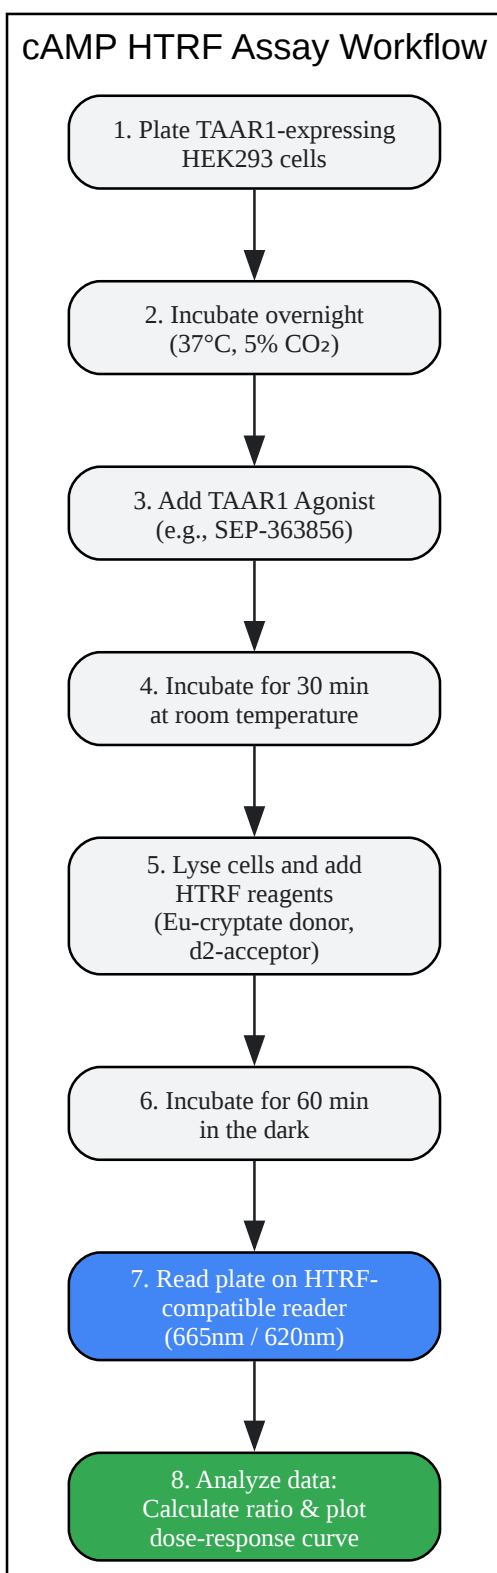 cAMP HTRF Assay Workflow
1. Plate TAAR1-expressing
HEK293 cells
2. Incubate overnight
(37°C, 5% CO₂)
3. Add TAAR1 Agonist
(e.g., SEP-363856)
4. Incubate for 30 min
at room temperature
5. Lyse cells and add
HTRF reagents
(Eu-cryptate donor,
d2-acceptor)
6. Incubate for 60 min
in the dark
7. Read plate on HTRF-
compatible reader
(665nm / 620nm)
8. Analyze data:
Calculate ratio & plot
dose-response curve